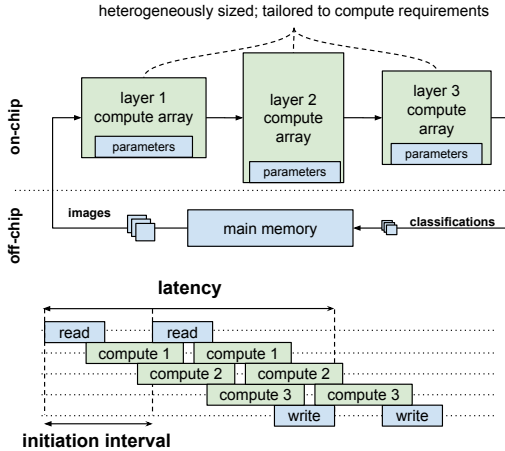 heterogeneously sized; tailored to compute requirements
on-chip
layer 1
compute array
parameters
layer 2
compute
array
parameters
layer 3
compute
array
parameters
off-chip
images
main memory
classifications
latency
read
read
compute 1
compute 1
compute 2
compute 2
compute 3
compute 3
write
write
initiation interval